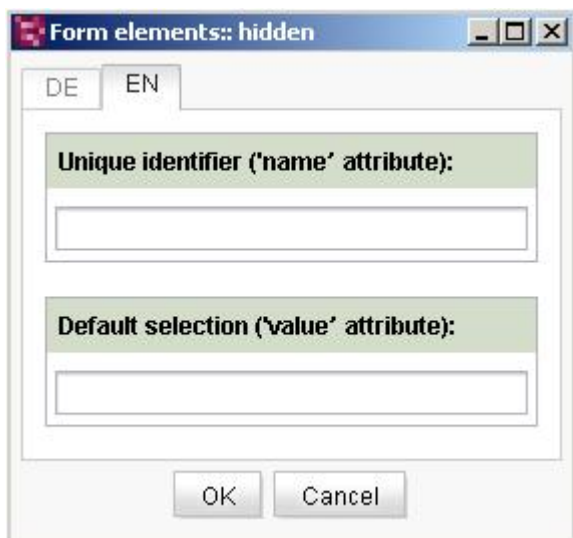 Form elements:: hidden
DE EN
Unique identifier ('name' attribute):
Default selection ('value' attribute):
OK Cancel